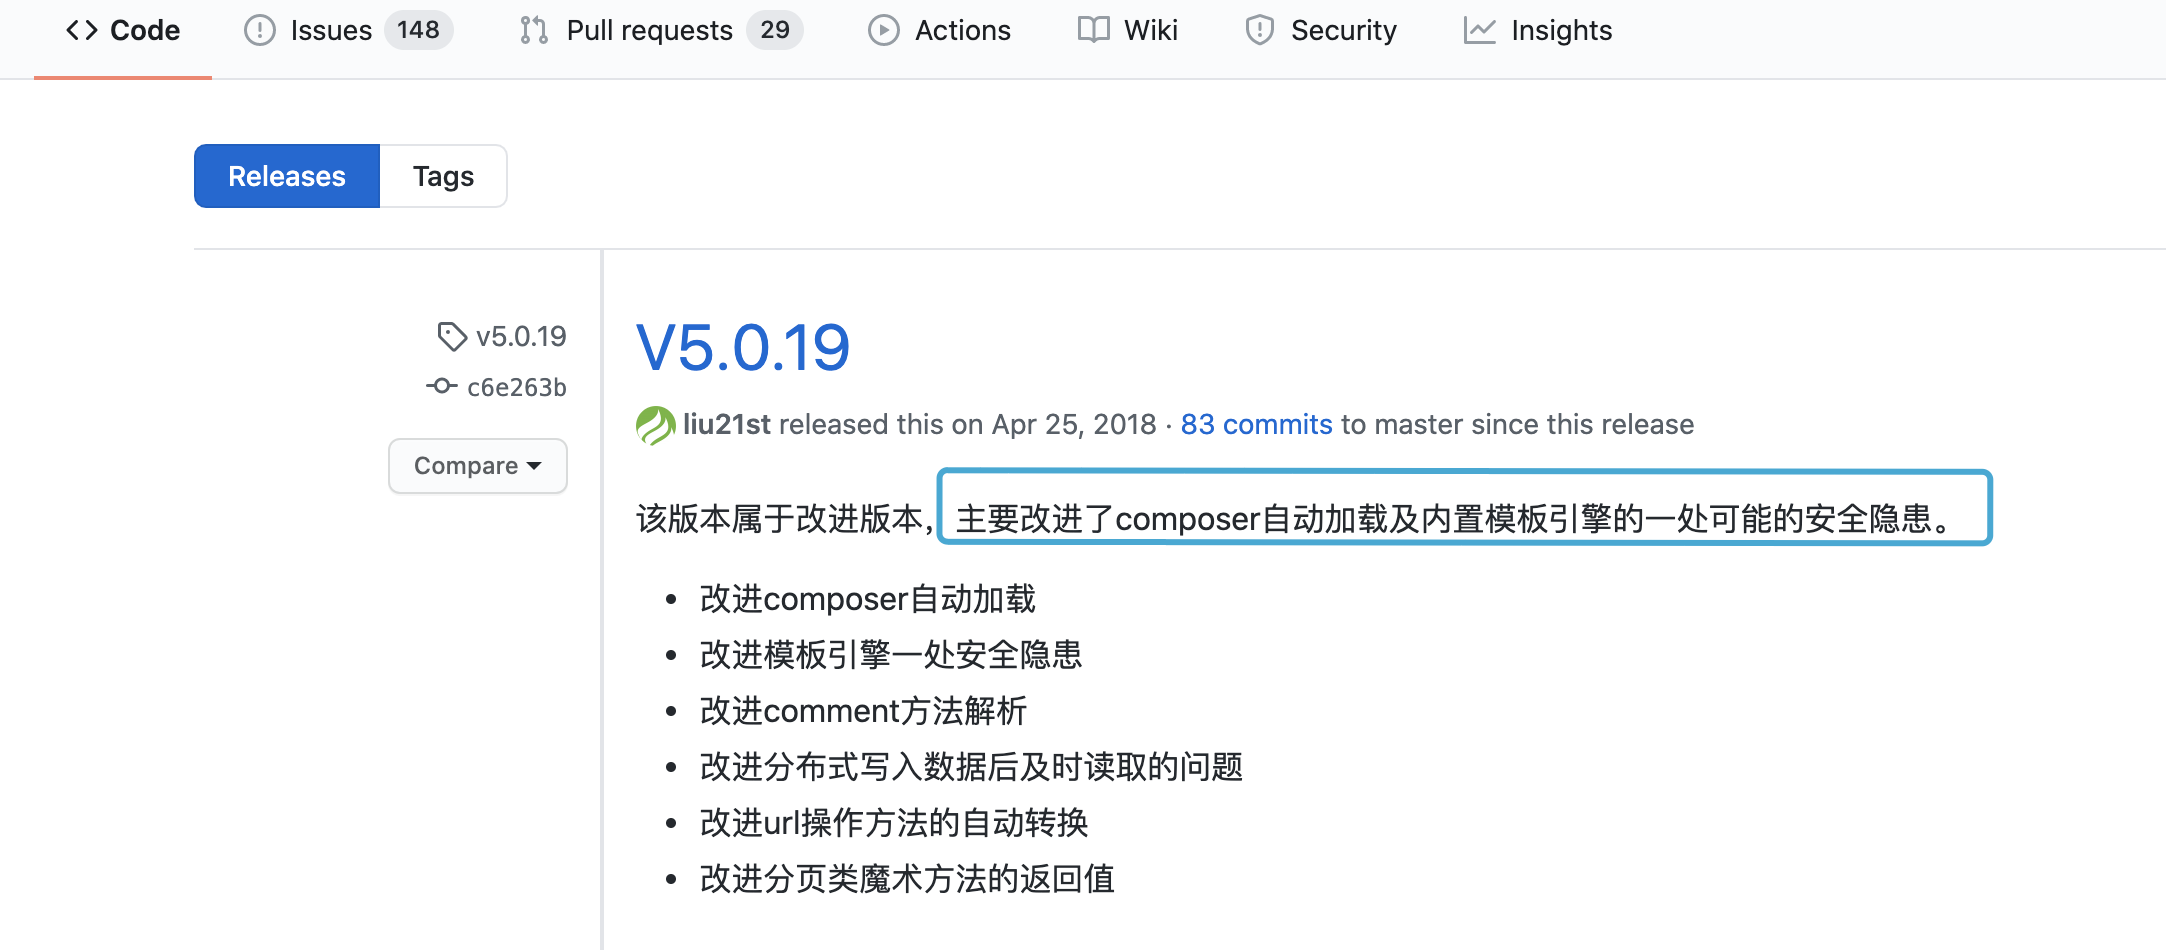 Code Issues 148 Pull requests 29 Actions Wiki Security Insights
Releases Tags
v5.0.19
c6e263b
Compare
V5.0.19
liu21st released this on Apr 25, 2018 · 83 commits to master since this release
该版本属于改进版本，主要改进了composer自动加载及内置模板引擎的一处可能的安全隐患。
• 改进composer自动加载
• 改进模板引擎一处安全隐患
• 改进comment方法解析
• 改进分布式写入数据后及时读取的问题
• 改进url操作方法的自动转换
• 改进分页类魔术方法的返回值